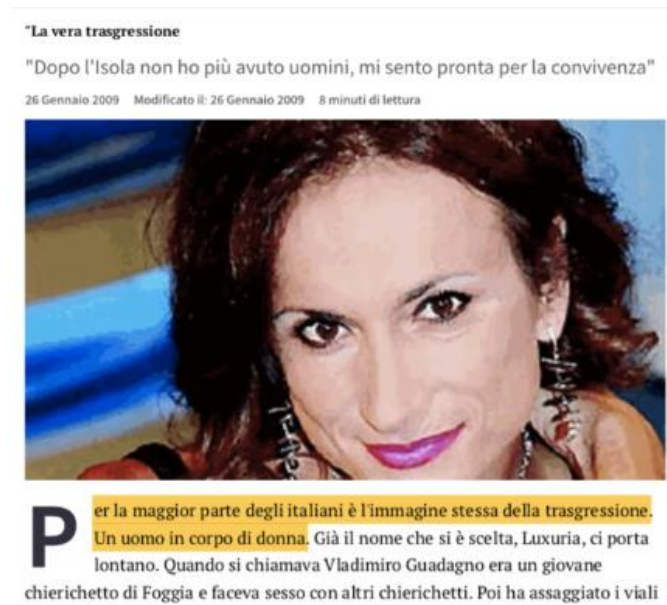 "La vera trasgressione
"Dopo l'Isola non ho più avuto uomini, mi sento pronta per la convivenza"
26 Gennaio 2009 Modificato il: 26 Gennaio 2009 8 minuti di lettura
Per la maggior parte degli italiani è l'immagine stessa della trasgressione.
Un uomo in corpo di donna. Già il nome che si è scelta, Luxuria, ci porta
lontano. Quando si chiamava Vladimiro Guadagno era un giovane
chierichetto di Foggia e faceva sesso con altri chierichetti. Poi ha assaggiato i viali